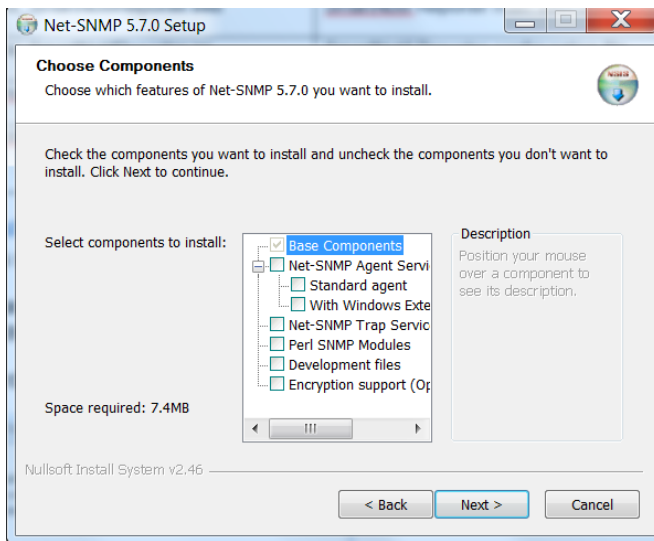 Net-SNMP 5.7.0 Setup
Choose Components
Choose which features of Net-SNMP 5.7.0 you want to install.
Check the components you want to install and uncheck the components you don't want to
install. Click Next to continue.
Select components to install:
Base Components
Net-SNMP Agent Servi
Standard agent
With Windows Exte
Net-SNMP Trap Servic
Perl SNMP Modules
Development files
Encryption support (Op
Description
Position your mouse
over a component to
see its description.
Space required: 7.4MB
Nullsoft Install System v2.46
< Back
Next >
Cancel